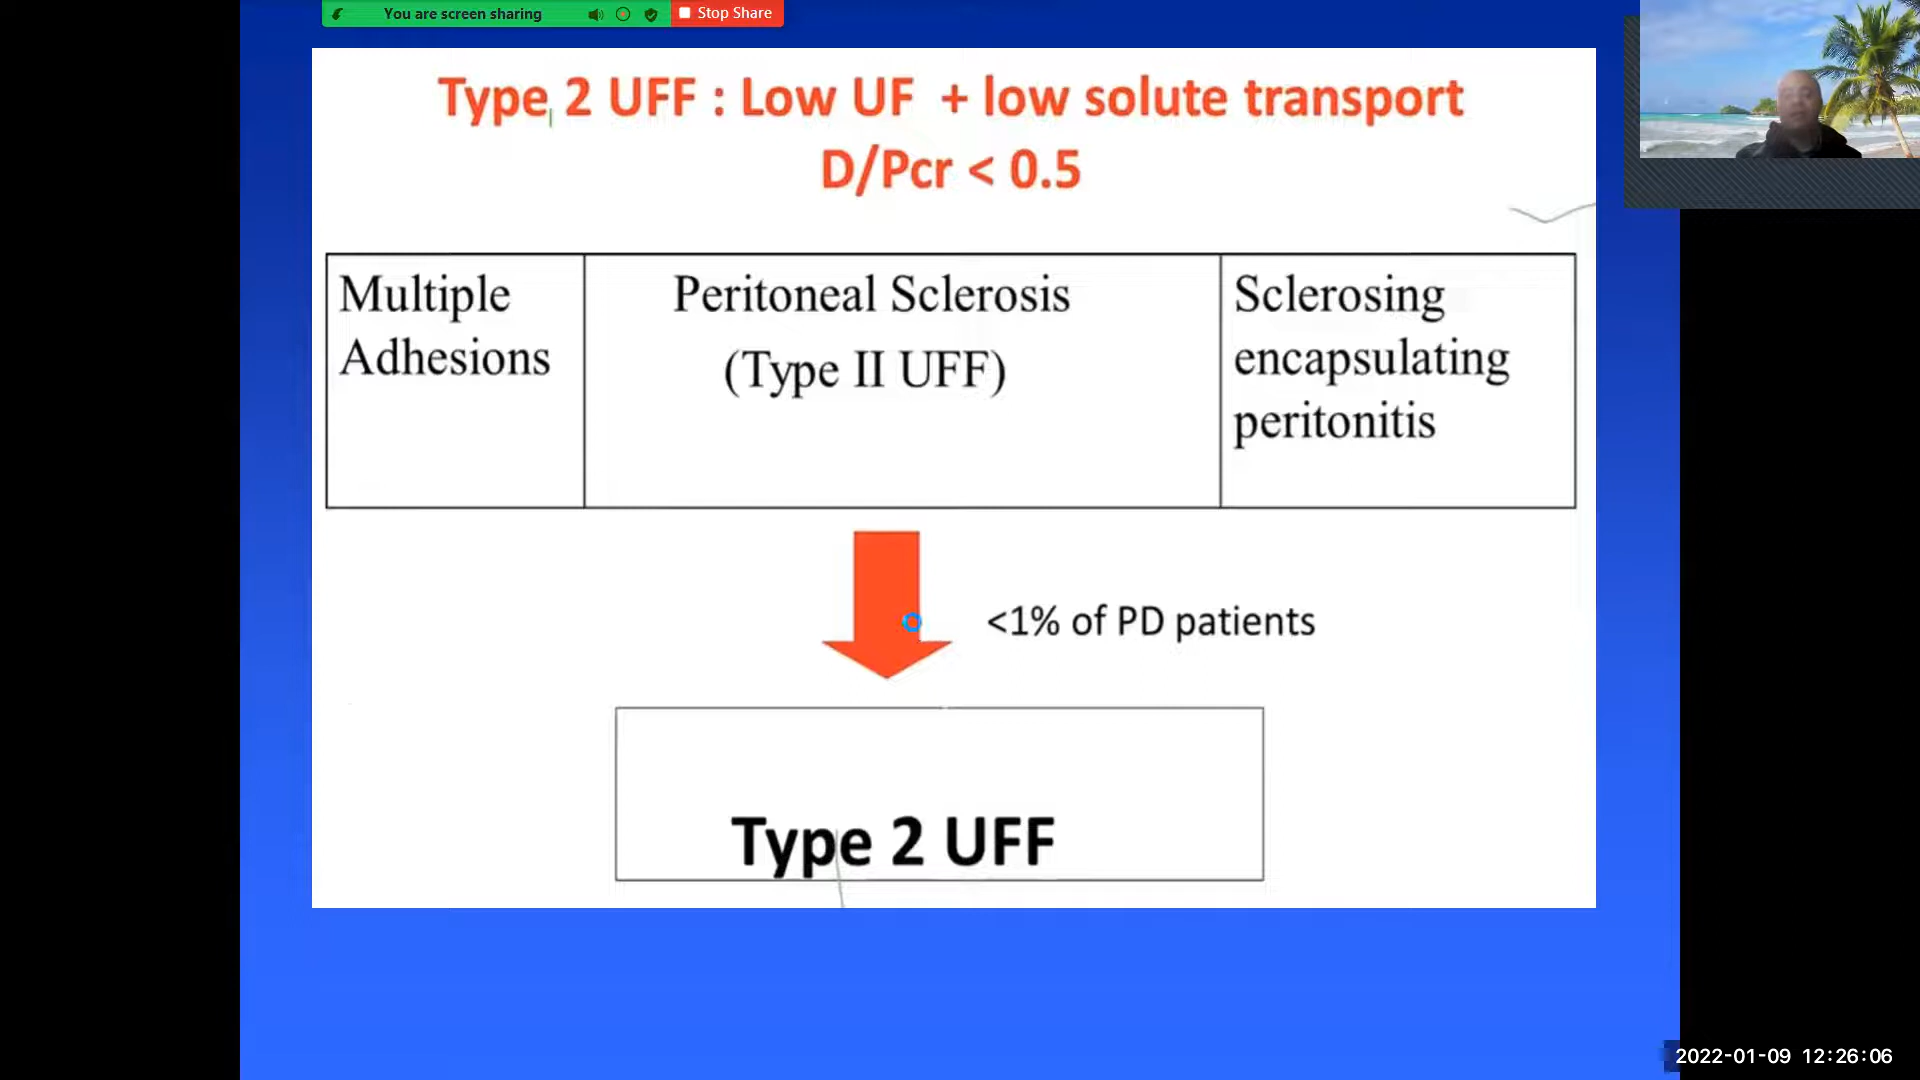 You are screen sharing
Stop Share
Type 2 UFF : Low UF + low solute transport
D/Pcr < 0.5
Multiple
Adhesions
Peritoneal Sclerosis
(Type II UFF)
Sclerosing
encapsulating
peritonitis
<1% of PD patients
Type 2 UFF
2022-01-09 12:26:06